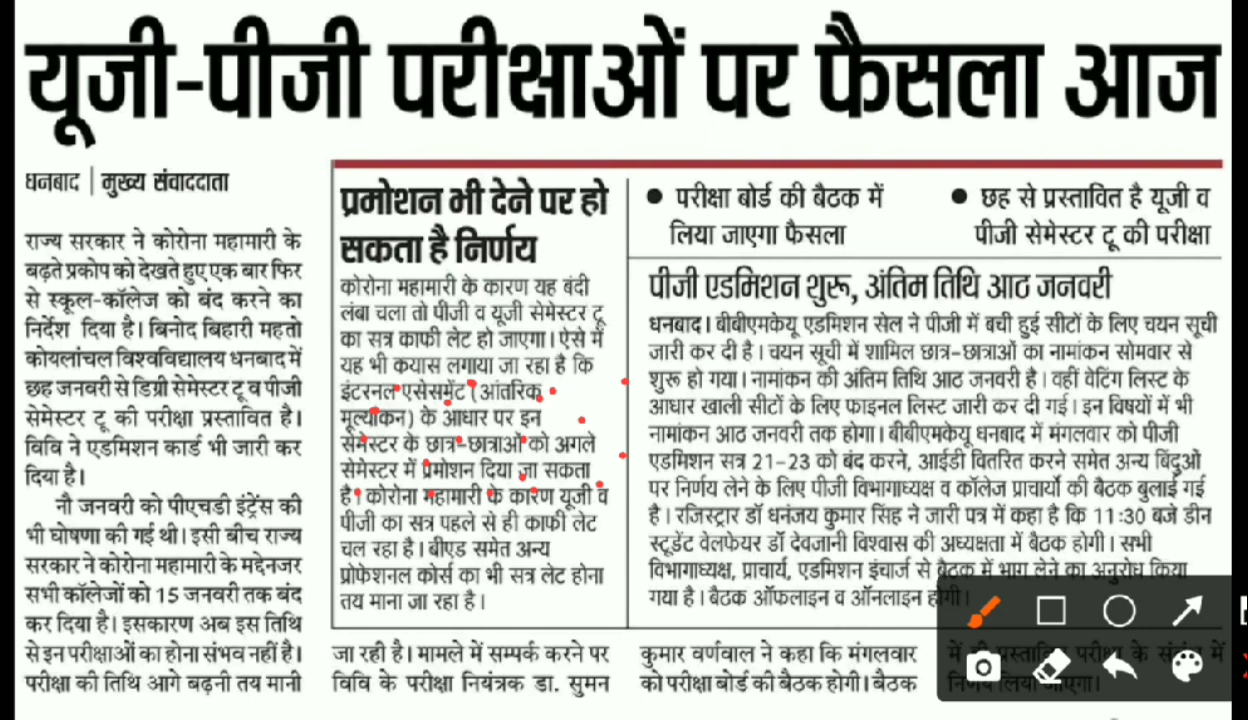 यूजी-पीजी परीक्षाओं पर फैसला आज
धनबाद | मुख्य संवाददाता
राज्य सरकार ने कोरोना महामारी के
बढ़ते प्रकोप को देखते हुए एक बार फिर
से स्कूल-कॉलेज को बंद करने का
निर्देश दिया है। बिनोद बिहारी महतो
कोयलांचल विश्वविद्यालय धनबाद में
छह जनवरी से डिग्री सेमेस्टर टू व पीजी
सेमेस्टर टू की परीक्षा प्रस्तावित है।
विवि ने एडमिशन कार्ड भी जारी कर
दिया है।
नौ जनवरी को पीएचडी इंट्रेंस की
भी घोषणा की गई थी। इसी बीच राज्य
सरकार ने कोरोना महामारी के मद्देनजर
सभी कॉलेजों को 15 जनवरी तक बंद
कर दिया है। इसकारण अब इस तिथि
से इन परीक्षाओं का होना संभव नहीं है।
परीक्षा की तिथि आगे बढ़नी तय मानी
प्रमोशन भी देने पर हो
सकता है निर्णय
कोरोना महामारी के कारण यह बंदी
लंबा चला तो पीजी व यूजी सेमेस्टर टू
का सत्र काफी लेट हो जाएगा। ऐसे में
यह भी कयास लगाया जा रहा है कि
इंटरनल एसेसमेंट (आंतरिक
मूल्यांकन) के आधार पर इन
सेमेस्टर के छात्र-छात्राओं को अगले
सेमेस्टर में प्रमोशन दिया जा सकता
है। कोरोना महामारी के कारण यूजी व
पीजी का सत्र पहले से ही काफी लेट
चल रहा है। बीएड समेत अन्य
प्रोफेशनल कोर्स का भी सत्र लेट होना
तय माना जा रहा है।
● परीक्षा बोर्ड की बैठक में
लिया जाएगा फैसला
● छह से प्रस्तावित है यूजी व
पीजी सेमेस्टर टू की परीक्षा
पीजी एडमिशन शुरू, अंतिम तिथि आठ जनवरी
धनबाद। बीबीएमकेयू एडमिशन सेल ने पीजी में बची हुई सीटों के लिए चयन सूची
जारी कर दी है। चयन सूची में शामिल छात्र-छात्राओं का नामांकन सोमवार से
शुरू हो गया। नामांकन की अंतिम तिथि आठ जनवरी है। वहीं वेटिंग लिस्ट के
आधार खाली सीटों के लिए फाइनल लिस्ट जारी कर दी गई। इन विषयों में भी
नामांकन आठ जनवरी तक होगा। बीबीएमकेयू धनबाद में मंगलवार को पीजी
एडमिशन सत्र 21-23 को बंद करने, आईडी वितरित करने समेत अन्य बिंदुओं
पर निर्णय लेने के लिए पीजी विभागाध्यक्ष व कॉलेज प्राचार्यों की बैठक बुलाई गई
है। रजिस्ट्रार डॉ धनंजय कुमार सिंह ने जारी पत्र में कहा है कि 11:30 बजे डीन
स्टूडेंट वेलफेयर डॉ देवजानी विश्वास की अध्यक्षता में बैठक होगी। सभी
विभागाध्यक्ष, प्राचार्य, एडमिशन इंचार्ज से बैठक में भाग लेने का अनुरोध किया
गया है। बैठक ऑफलाइन व ऑनलाइन होगी।
जा रही है। मामले में सम्पर्क करने पर
विवि के परीक्षा नियंत्रक डा. सुमन
कुमार वर्णवाल ने कहा कि मंगलवार
को परीक्षा बोर्ड की बैठक होगी। बैठक
में ही प्रस्तावित परीक्षा के संबंध में
निर्णय लिया जाएगा।